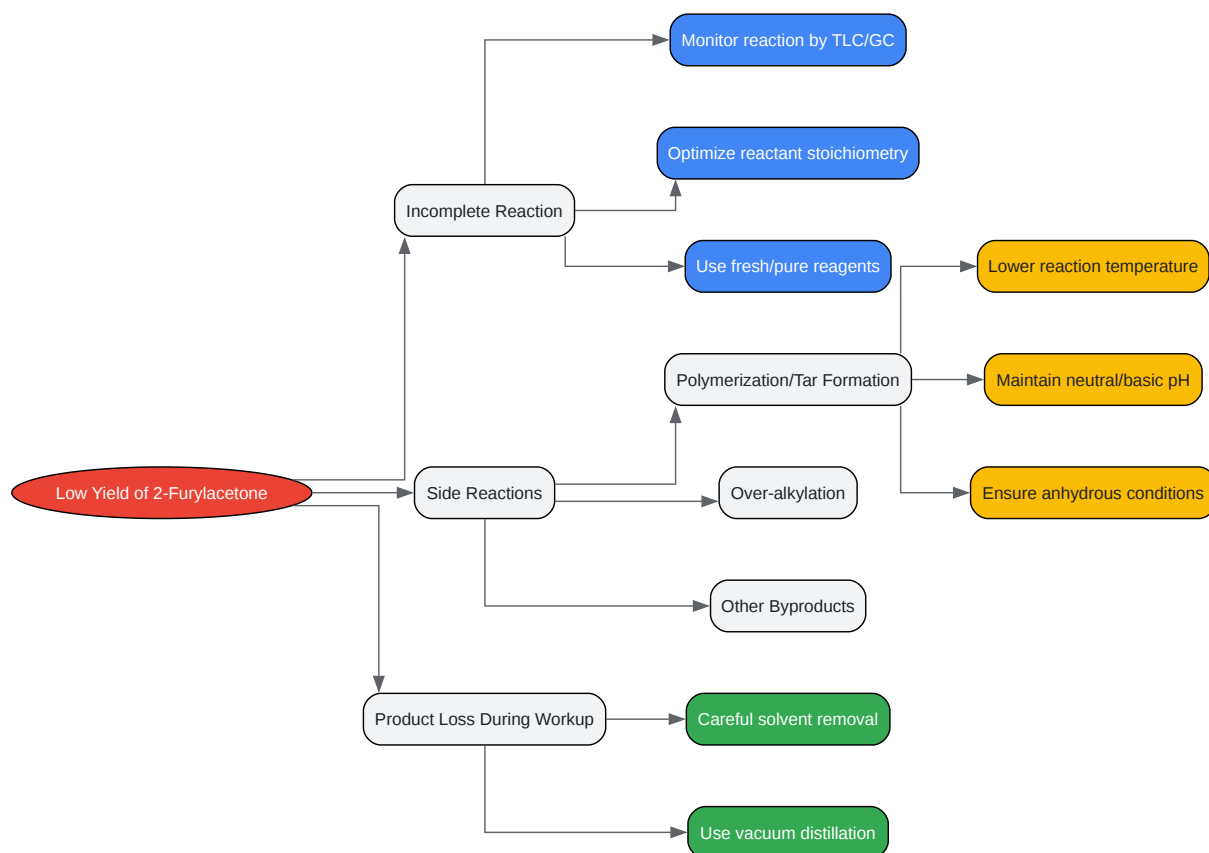 Monitor reaction by TLC/GC
Optimize reactant stoichiometry
Incomplete Reaction
Use fresh/pure reagents
Lower reaction temperature
Polymerization/Tar Formation
Maintain neutral/basic pH
Low Yield of 2-Furylacetone
Side Reactions
Over-alkylation
Ensure anhydrous conditions
Other Byproducts
Product Loss During Workup
Careful solvent removal
Use vacuum distillation